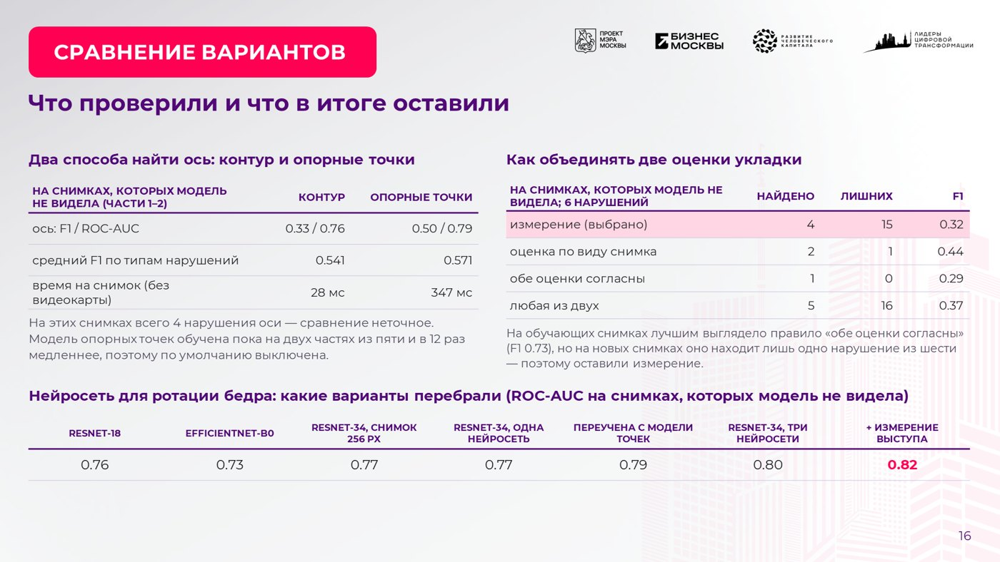 СРАВНЕНИЕ ВАРИАНТОВ
ПРОЕКТ
МЭРА
МОСКВЫ
БИЗНЕС
МОСКВЫ
РАЗВИТИЕ
ЧЕЛОВЕЧЕСКОГО
КАПИТАЛА
ЛИДЕРЫ
ЦИФРОВОЙ
ТРАНСФОРМАЦИИ
Что проверили и что в итоге оставили
Два способа найти ось: контур и опорные точки
НА СНИМКАХ, КОТОРЫХ МОДЕЛЬ
НЕ ВИДЕЛА (ЧАСТИ 1–2) КОНТУР ОПОРНЫЕ ТОЧКИ
ось: F1 / ROC-AUC 0.33 / 0.76 0.50 / 0.79
средний F1 по типам нарушений 0.541 0.571
время на снимок (без
видеокарты) 28 мс 347 мс
На этих снимках всего 4 нарушения оси — сравнение неточное.
Модель опорных точек обучена пока на двух частях из пяти и в 12 раз
медленнее, поэтому по умолчанию выключена.
Как объединять две оценки укладки
НА СНИМКАХ, КОТОРЫХ МОДЕЛЬ НЕ
ВИДЕЛА; 6 НАРУШЕНИЙ НАЙДЕНО ЛИШНИХ F1
измерение (выбрано) 4 15 0.32
оценка по виду снимка 2 1 0.44
обе оценки согласны 1 0 0.29
любая из двух 5 16 0.37
На обучающих снимках лучшим выглядело правило «обе оценки согласны»
(F1 0.73), но на новых снимках оно находит лишь одно нарушение из шести
— поэтому оставили измерение.
Нейросеть для ротации бедра: какие варианты перебрали (ROC-AUC на снимках, которых модель не видела)
RESNET-18 EFFICIENTNET-B0 RESNET-34, СНИМОК
256 PX RESNET-34, ОДНА
НЕЙРОСЕТЬ ПЕРЕУЧЕНА С МОДЕЛИ
ТОЧЕК RESNET-34, ТРИ
НЕЙРОСЕТИ + ИЗМЕРЕНИЕ
ВЫСТУПА
0.76 0.73 0.77 0.77 0.79 0.80 0.82
16